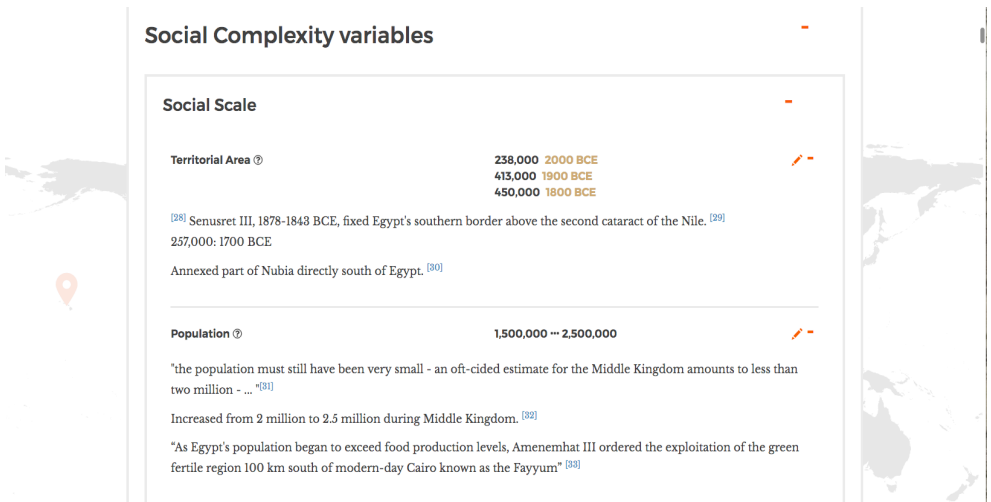 Social Complexity variables
Social Scale
Territorial Area
238,000 2000 BCE
413,000 1900 BCE
450,000 1800 BCE
[28] Senusret III, 1878-1843 BCE, fixed Egypt's southern border above the second cataract of the Nile. [29]
257,000: 1700 BCE
Annexed part of Nubia directly south of Egypt. [30]
Population
1,500,000 ··· 2,500,000
"the population must still have been very small - an oft-cided estimate for the Middle Kingdom amounts to less than
two million - ... "[31]
Increased from 2 million to 2.5 million during Middle Kingdom. [32]
“As Egypt's population began to exceed food production levels, Amenemhat III ordered the exploitation of the green
fertile region 100 km south of modern-day Cairo known as the Fayyum” [33]